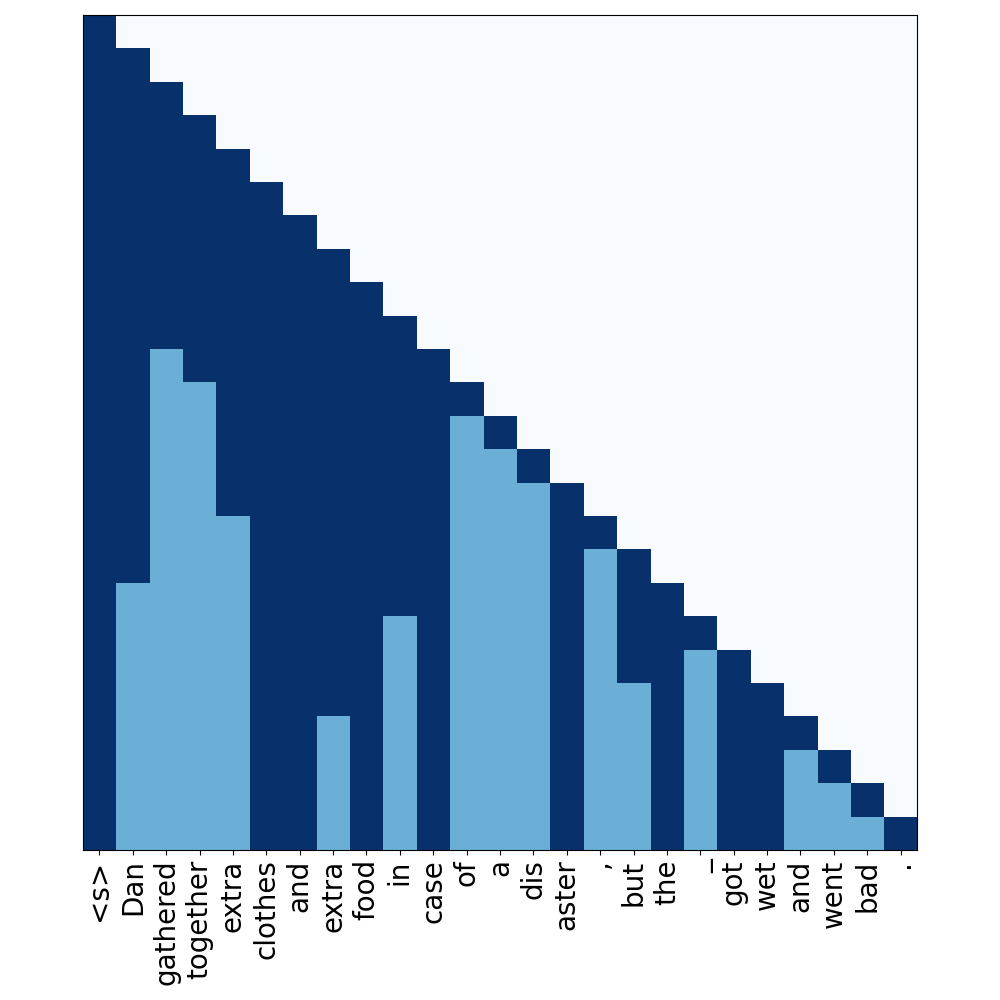 <s>
Dan
gathered
together
extra
clothes
and
extra
food
in
case
of
a
dis
aster
,
but
the
_
got
wet
and
went
bad
.